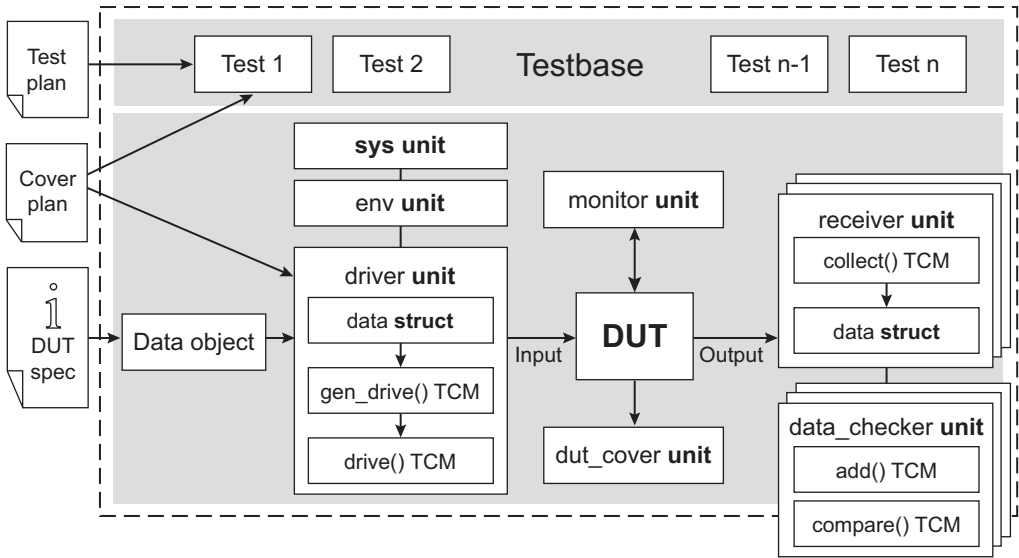 Test
plan
Test 1
Test 2
Testbase
Test n-1
Test n
Cover
plan
sys unit
env unit
driver unit
data struct
gen_drive() TCM
drive() TCM
i
DUT
spec
Data object
Input
monitor unit
DUT
dut_cover unit
Output
receiver unit
collect() TCM
data struct
data_checker unit
add() TCM
compare() TCM